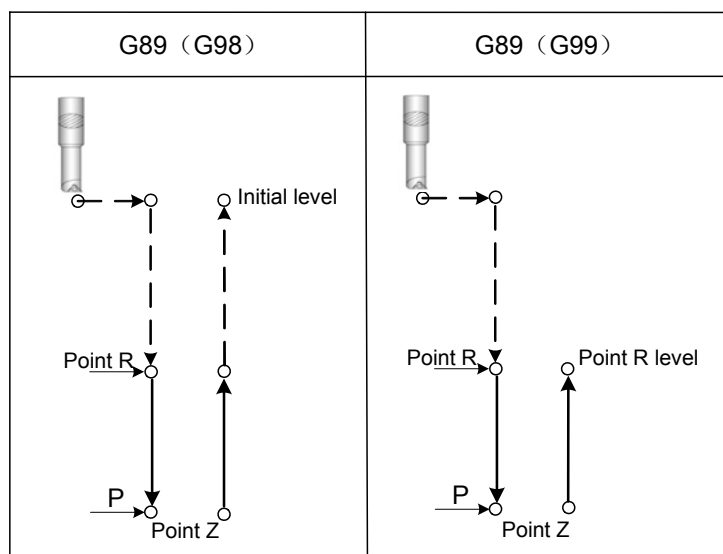 G89（G98）
G89（G99）
Initial level
Point R
P
Point Z
Point R
Point R level
P
Point Z